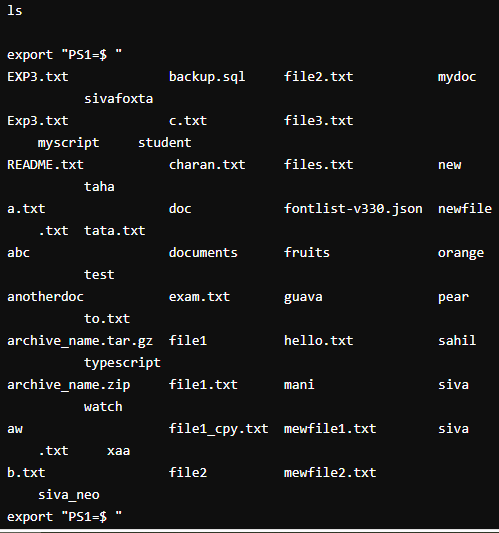 ls
export "PS1=$ "
EXP3.txt backup.sql file2.txt mydoc
sivafoxta
Exp3.txt c.txt file3.txt
myscript student
README.txt charan.txt files.txt new
taha
a.txt doc fontlist-v330.json newfile
.txt tata.txt
abc documents fruits orange
test
anotherdoc exam.txt guava pear
to.txt
archive_name.tar.gz file1 hello.txt sahil
typescript
archive_name.zip file1.txt mani siva
watch
aw file1_cpy.txt mewfile1.txt siva
.txt xaa
b.txt file2 mewfile2.txt
siva_neo
export "PS1=$ "